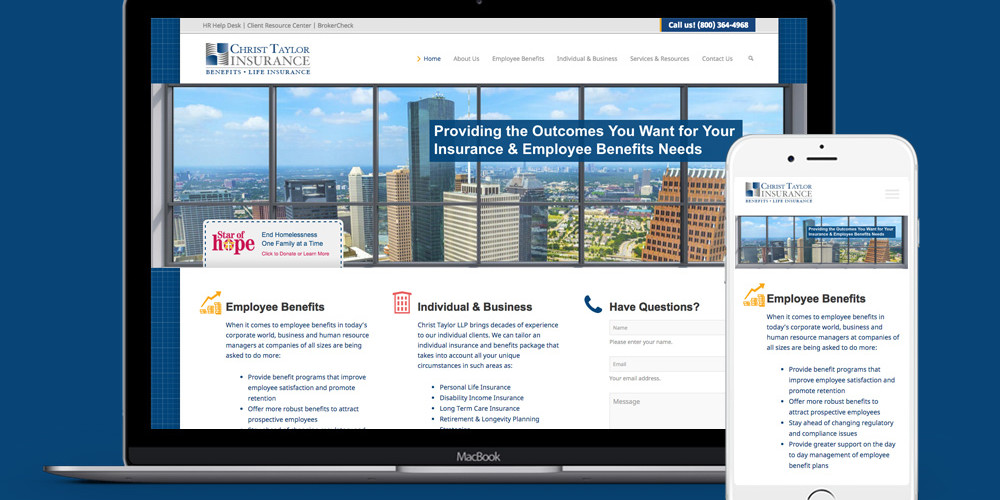 HR Help Desk | Client Resource Center | BrokerCheck
Call us! (800) 364-4968
CHRIST TAYLOR
INSURANCE
BENEFITS • LIFE INSURANCE
Home
About Us
Employee Benefits
Individual & Business
Services & Resources
Contact Us
Providing the Outcomes You Want for Your
Insurance & Employee Benefits Needs
Star of
hope
End Homelessness
One Family at a Time
Click to Donate or Learn More
Employee Benefits
When it comes to employee benefits in today's
corporate world, business and human resource
managers at companies of all sizes are being
asked to do more:
• Provide benefit programs that improve
employee satisfaction and promote
retention
• Offer more robust benefits to attract
prospective employees
Individual & Business
Christ Taylor LLP brings decades of experience
to our individual clients. We can tailor an
individual insurance and benefits package that
takes into account all your unique
circumstances in such areas as:
• Personal Life Insurance
• Disability Income Insurance
• Long Term Care Insurance
• Retirement & Longevity Planning
Have Questions?
Name
Please enter your name.
Email
Your email address.
Message
MacBook
CHRIST TAYLOR
INSURANCE
BENEFITS • LIFE INSURANCE
Providing the Outcomes You Want for Your
Insurance & Employee Benefits Needs
Employee Benefits
When it comes to employee benefits in
today's corporate world, business and
human resource managers at companies of
all sizes are being asked to do more:
• Provide benefit programs that
improve employee satisfaction and
promote retention
• Offer more robust benefits to
attract prospective employees
• Stay ahead of changing regulatory
and compliance issues
• Provide greater support on the day
to day management of employee
benefit plans